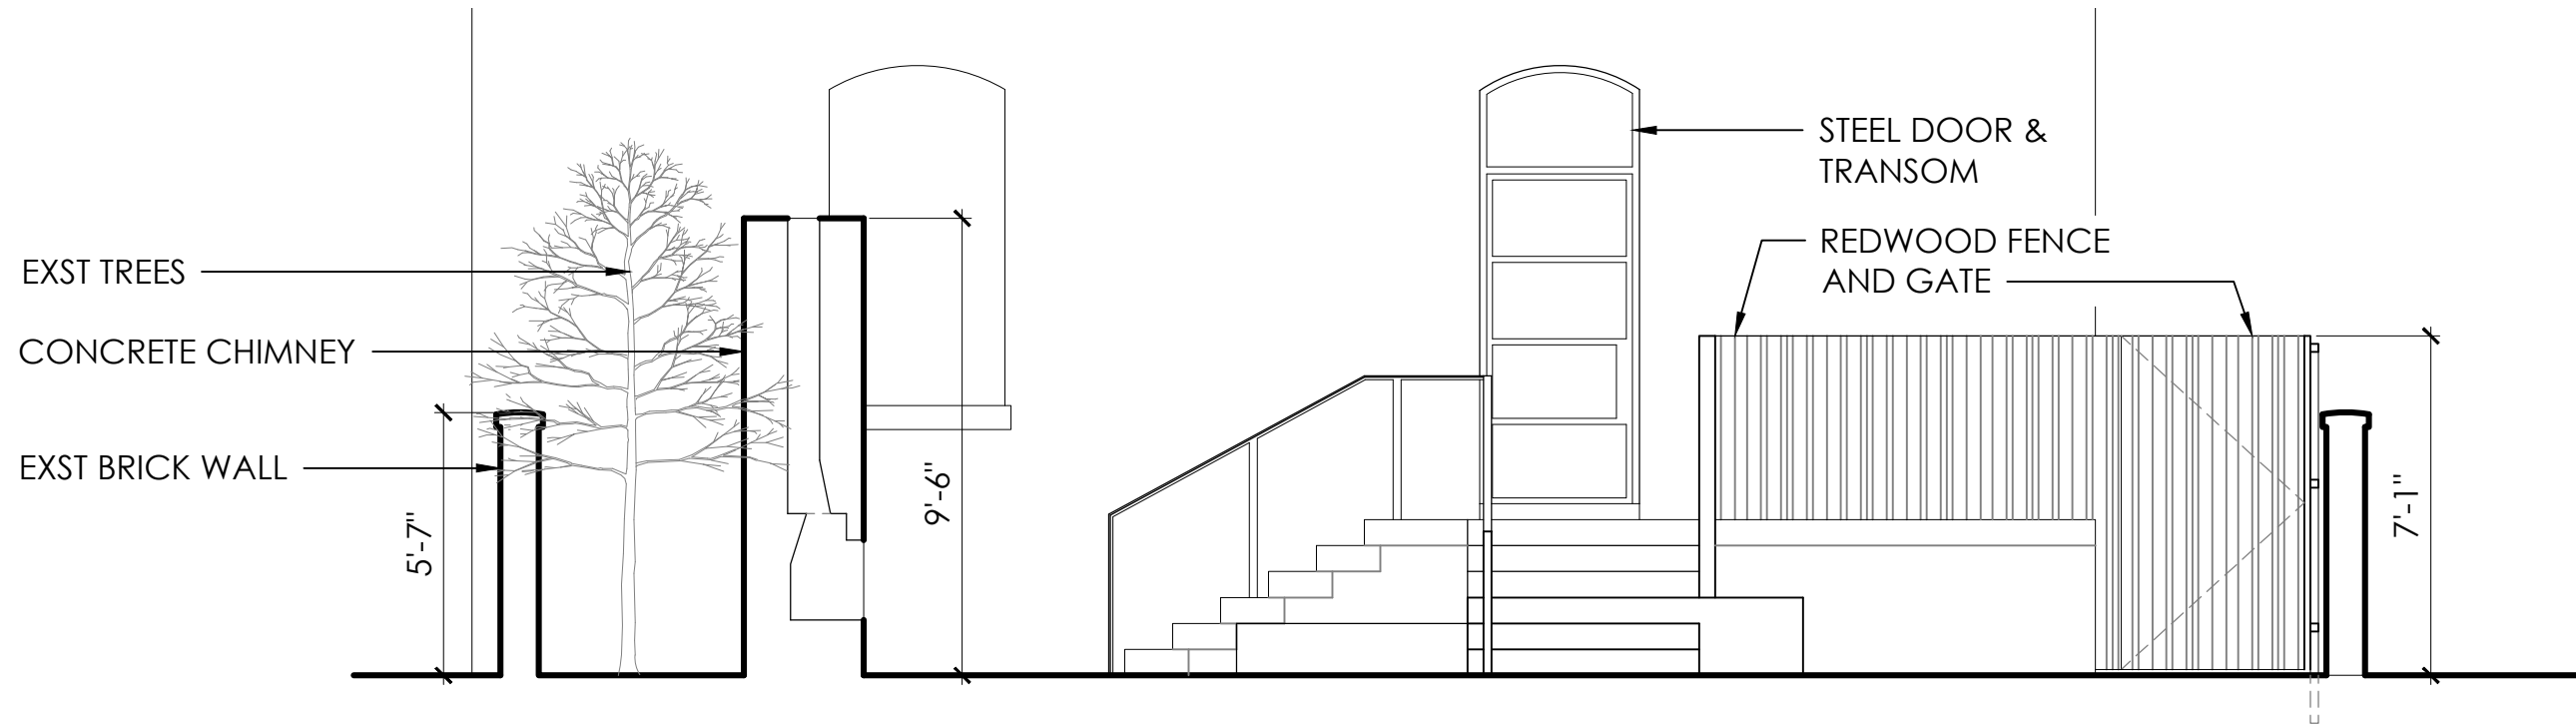 STEEL DOOR &
TRANSOM
REDWOOD FENCE
AND GATE
EXST TREES
CONCRETE CHIMNEY
EXST BRICK WALL
5'-7"
9'-6"
7'-1"